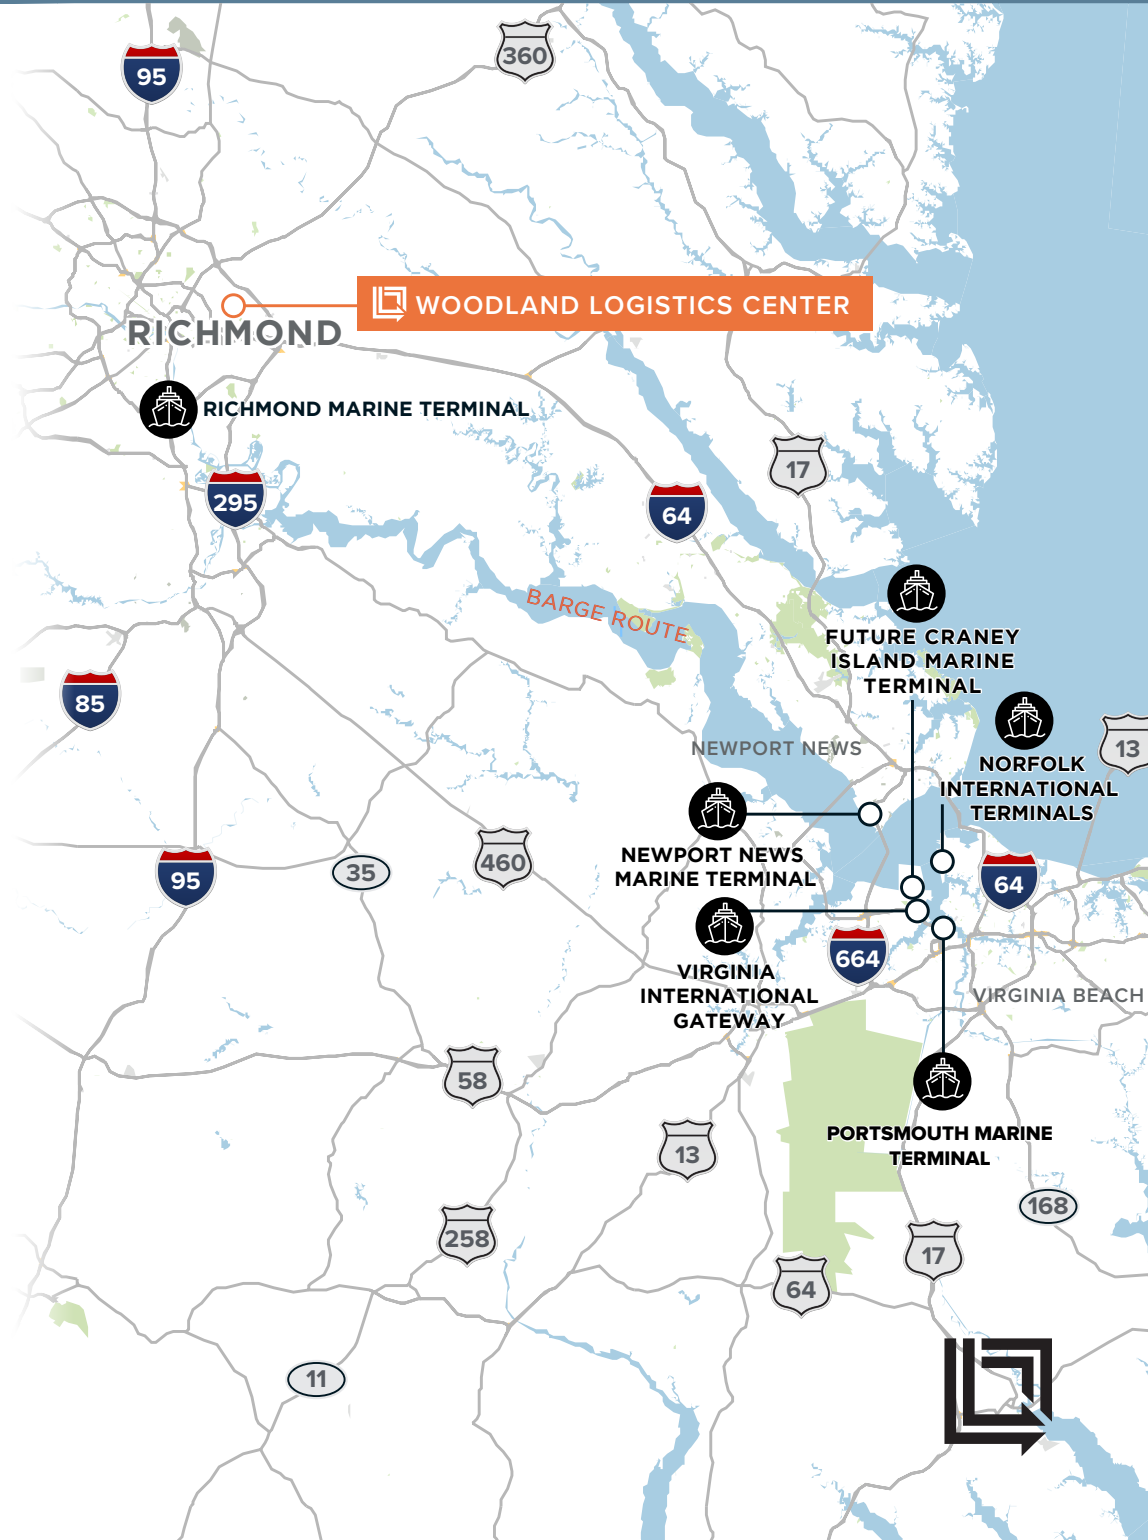 360
95
WOODLAND LOGISTICS CENTER
RICHMOND
RICHMOND MARINE TERMINAL
17
295
64
BARGE ROUTE
FUTURE CRANEY
ISLAND MARINE
TERMINAL
85
NEWPORT NEWS
13
NORFOLK
INTERNATIONAL
TERMINALS
NEWPORT NEWS
MARINE TERMINAL
95
35
460
64
664
VIRGINIA
INTERNATIONAL
GATEWAY
VIRGINIA BEACH
58
PORTSMOUTH MARINE
TERMINAL
13
168
258
17
64
11